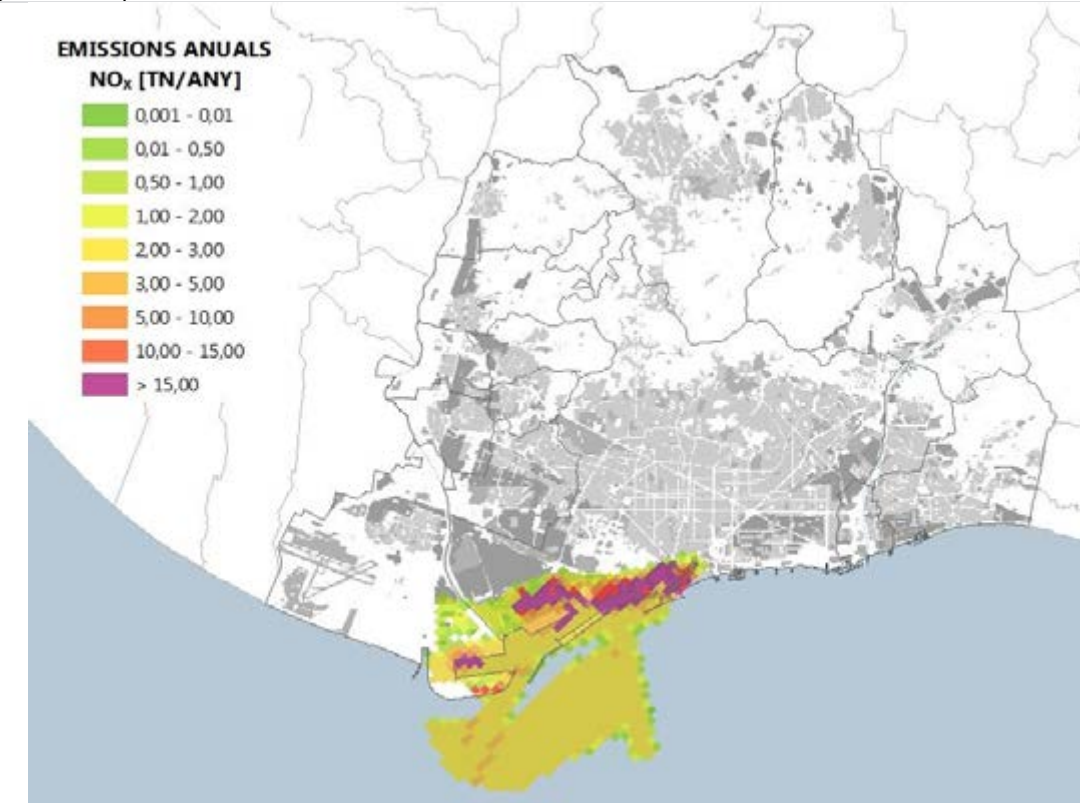 EMISSIONS ANUALS
NOₓ [TN/ANY]
0,001 - 0,01
0,01 - 0,50
0,50 - 1,00
1,00 - 2,00
2,00 - 3,00
3,00 - 5,00
5,00 - 10,00
10,00 - 15,00
> 15,00